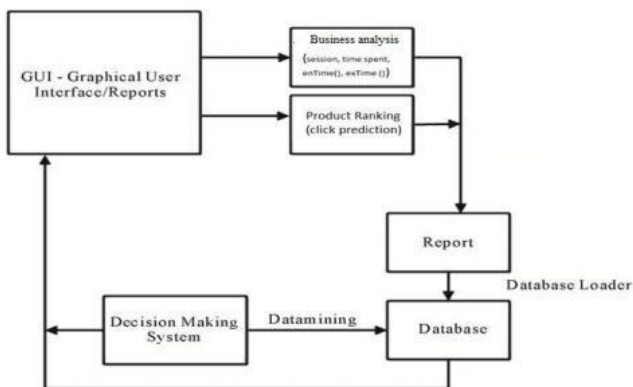 Business analysis
{session, time spent,
enTime(), exTime ()}
GUI - Graphical User
Interface/Reports
Product Ranking
(click prediction)
Report
Database Loader
Decision Making
System
Datamining
Database